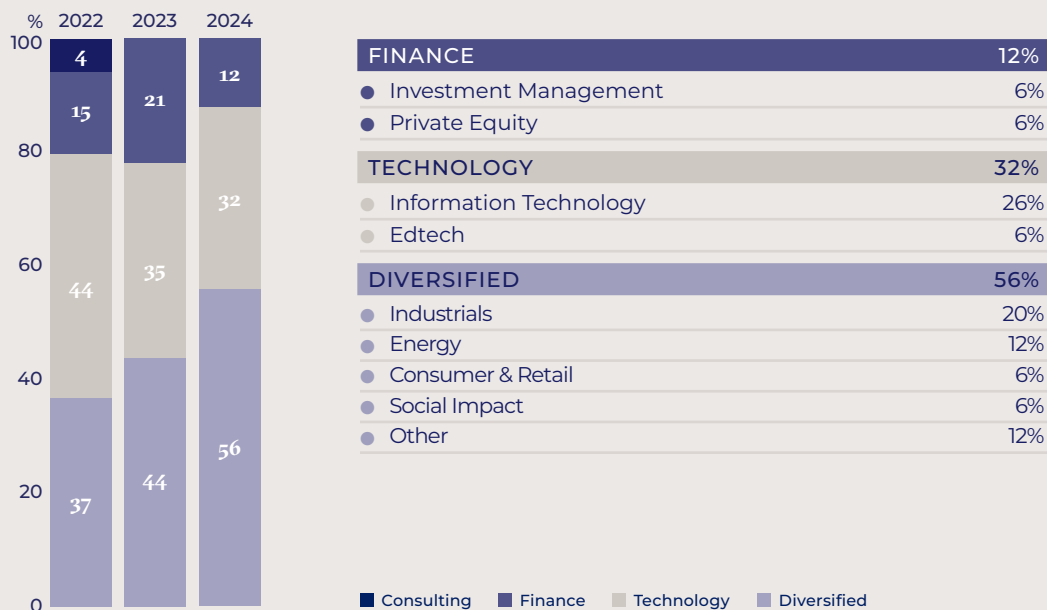 % 2022 2023 2024
100
80
60
40
20
0
4
15
44
37
21
35
44
12
32
56
FINANCE 12%
Investment Management 6%
Private Equity 6%
TECHNOLOGY 32%
Information Technology 26%
Edtech 6%
DIVERSIFIED 56%
Industrials 20%
Energy 12%
Consumer & Retail 6%
Social Impact 6%
Other 12%
Consulting Finance Technology Diversified